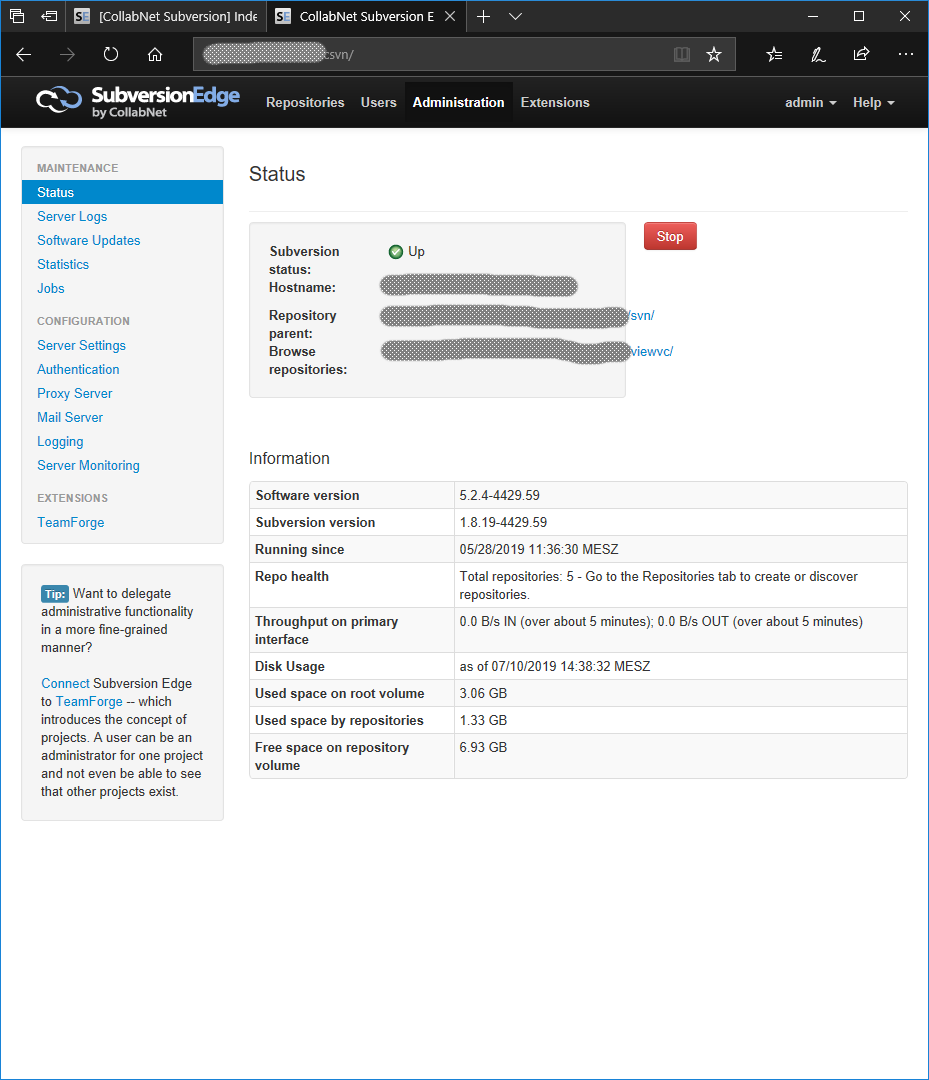 [CollabNet Subversion] Inde
CollabNet Subversion E
csvn/
SubversionEdge
by CollabNet
Repositories Users Administration Extensions admin Help
MAINTENANCE
Status
Server Logs
Software Updates
Statistics
Jobs
CONFIGURATION
Server Settings
Authentication
Proxy Server
Mail Server
Logging
Server Monitoring
EXTENSIONS
TeamForge
Tip: Want to delegate
administrative functionality
in a more fine-grained
manner?
Connect Subversion Edge
to TeamForge -- which
introduces the concept of
projects. A user can be an
administrator for one project
and not even be able to see
that other projects exist.
Status
Subversion
status:
Up
Hostname:
Repository
parent:
/svn/
Browse
repositories:
viewvc/
Stop
Information
Software version 5.2.4-4429.59
Subversion version 1.8.19-4429.59
Running since 05/28/2019 11:36:30 MESZ
Repo health Total repositories: 5 - Go to the Repositories tab to create or discover
repositories.
Throughput on primary
interface
0.0 B/s IN (over about 5 minutes); 0.0 B/s OUT (over about 5 minutes)
Disk Usage as of 07/10/2019 14:38:32 MESZ
Used space on root volume 3.06 GB
Used space by repositories 1.33 GB
Free space on repository
volume
6.93 GB